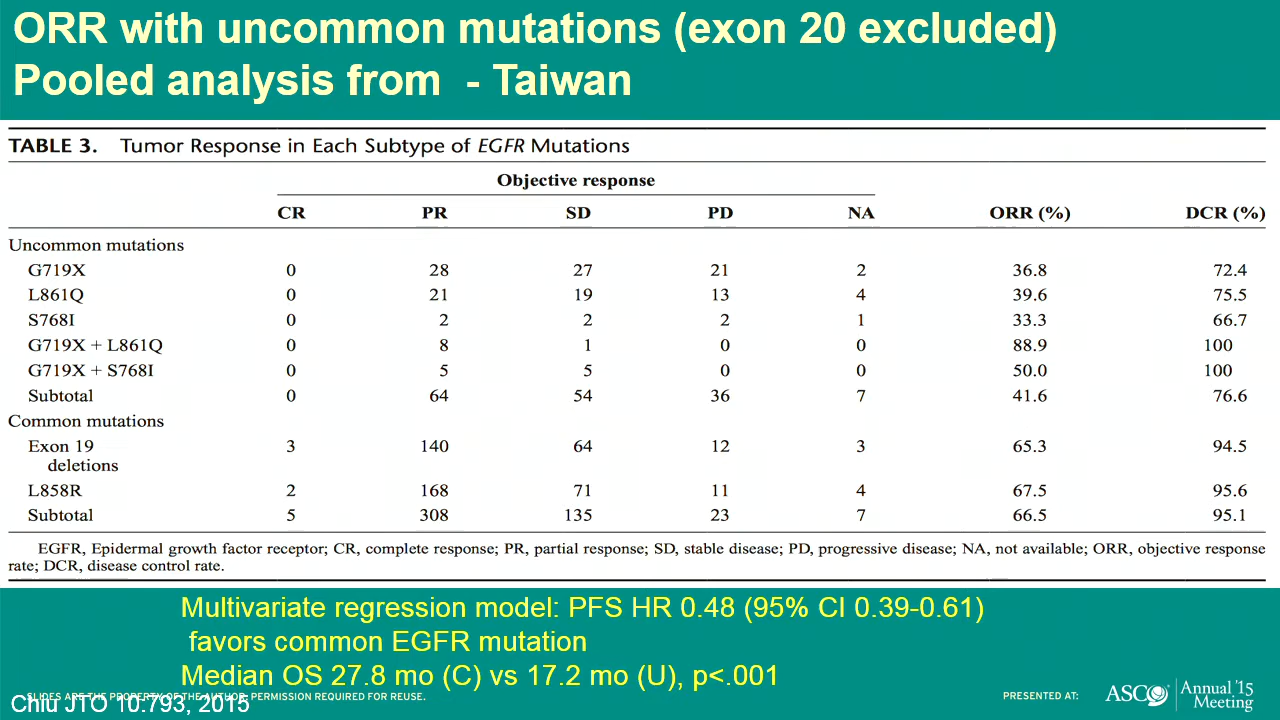 ORR with uncommon mutations (exon 20 excluded)
Pooled analysis from - Taiwan
TABLE 3. Tumor Response in Each Subtype of EGFR Mutations
Objective response
CR PR SD PD NA ORR (%) DCR (%)
Uncommon mutations
G719X 0 28 27 21 2 36.8 72.4
L861Q 0 21 19 13 4 39.6 75.5
S768I 0 2 2 2 1 33.3 66.7
G719X + L861Q 0 8 1 0 0 88.9 100
G719X + S768I 0 5 5 0 0 50.0 100
Subtotal 0 64 54 36 7 41.6 76.6
Common mutations
Exon 19 3 140 64 12 3 65.3 94.5
deletions
L858R 2 168 71 11 4 67.5 95.6
Subtotal 5 308 135 23 7 66.5 95.1
EGFR, Epidermal growth factor receptor; CR, complete response; PR, partial response; SD, stable disease; PD, progressive disease; NA, not available; ORR, objective response
rate; DCR, disease control rate.
Multivariate regression model: PFS HR 0.48 (95% CI 0.39-0.61)
favors common EGFR mutation
Median OS 27.8 mo (C) vs 17.2 mo (U), p<.001
SLIDES ARE THE PROPERTY OF THE AUTHOR. PERMISSION REQUIRED FOR REUSE.
Chiu JTO 10:793, 2015
PRESENTED AT:
ASCO Annual '15
Meeting